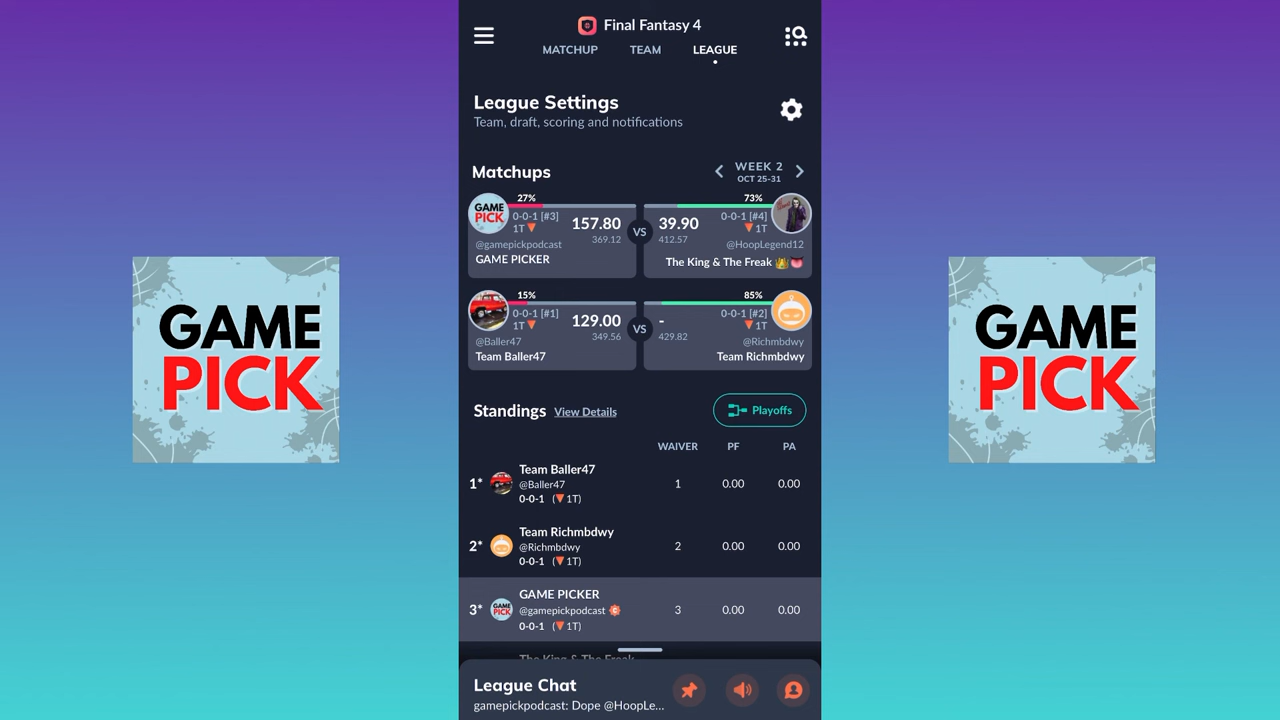 Final Fantasy 4
MATCHUP TEAM LEAGUE
League Settings
Team, draft, scoring and notifications
Matchups
WEEK 2
OCT 25-31
27%
GAME
PICK
0-0-1 [#3]
1T
157.80
369.12
@gamepickpodcast
GAME PICKER
VS
73%
39.90
412.57
0-0-1 [#4]
1T
@HoopLegend12
The King & The Freak
15%
0-0-1 [#1]
1T
129.00
349.56
@Baller47
Team Baller47
VS
85%
-
429.82
0-0-1 [#2]
1T
@Richmbdwy
Team Richmbdwy
Standings View Details
Playoffs
WAIVER PF PA
1* Team Baller47
@Baller47
0-0-1 (1T)
1 0.00 0.00
2* Team Richmbdwy
@Richmbdwy
0-0-1 (1T)
2 0.00 0.00
3* GAME PICK GAME PICKER
@gamepickpodcast C
0-0-1 (1T)
3 0.00 0.00
The King & The Freak
League Chat
gamepickpodcast: Dope @HoopLe...
GAME
PICK
GAME
PICK